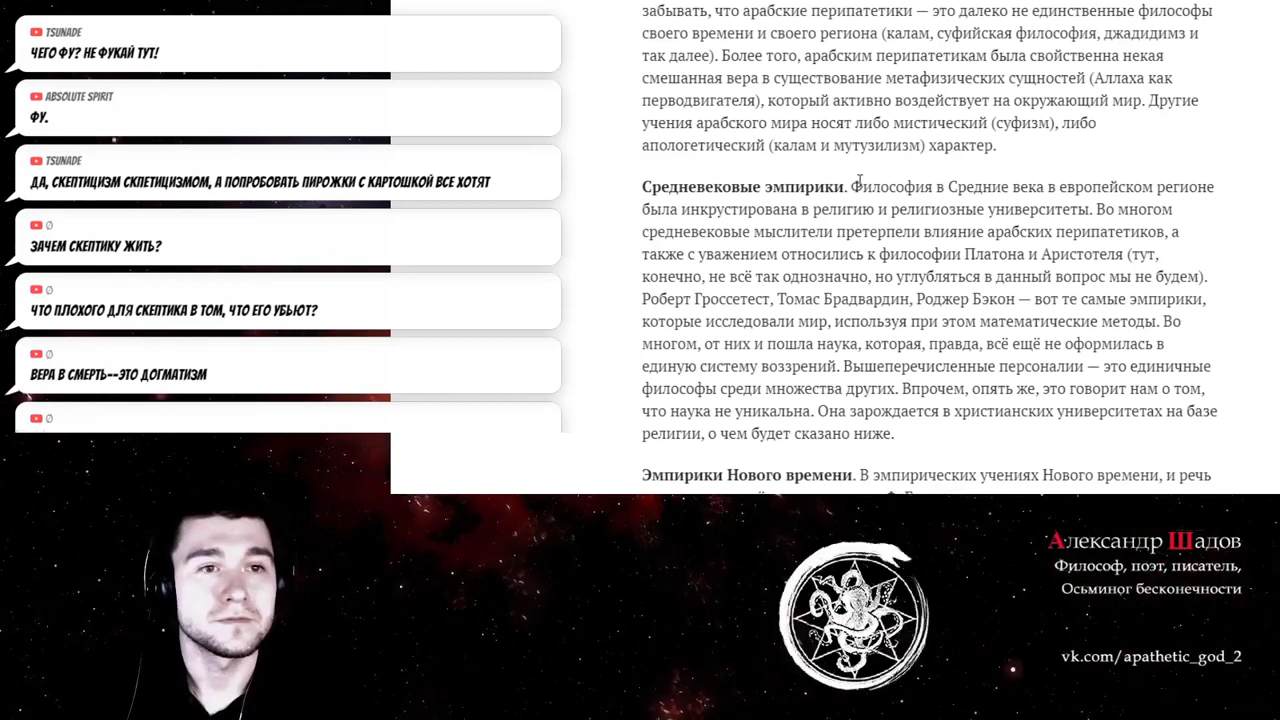 TSUNADE
ЧЕГО ФУ? НЕ ФУКАЙ ТУТ!
ABSOLUTE SPIRIT
ФУ.
TSUNADE
ДА, СКЕПТИЦИЗМ СКПЕТИЦИЗМОМ, А ПОПРОБОВАТЬ ПИРОЖКИ С КАРТОШКОЙ ВСЕ ХОТЯТ
Ø
ЗАЧЕМ СКЕПТИКУ ЖИТЬ?
Ø
ЧТО ПЛОХОГО ДЛЯ СКЕПТИКА В ТОМ, ЧТО ЕГО УБЬЮТ?
Ø
ВЕРА В СМЕРТЬ--ЭТО ДОГМАТИЗМ
Ø
забывать, что арабские перипатетики — это далеко не единственные философы
своего времени и своего региона (калам, суфийская философия, джадидимз и
так далее). Более того, арабским перипатетикам была свойственна некая
смешанная вера в существование метафизических сущностей (Аллаха как
перводвигателя), который активно воздействует на окружающий мир. Другие
учения арабского мира носят либо мистический (суфизм), либо
апологетический (калам и мутузилизм) характер.
Средневековые эмпирики. Философия в Средние века в европейском регионе
была инкрустирована в религию и религиозные университеты. Во многом
средневековые мыслители претерпели влияние арабских перипатетиков, а
также с уважением относились к философии Платона и Аристотеля (тут,
конечно, не всё так однозначно, но углубляться в данный вопрос мы не будем).
Роберт Гроссетест, Томас Брадвардин, Роджер Бэкон — вот те самые эмпирики,
которые исследовали мир, используя при этом математические методы. Во
многом, от них и пошла наука, которая, правда, всё ещё не оформилась в
единую систему воззрений. Вышеперечисленные персоналии — это единичные
философы среди множества других. Впрочем, опять же, это говорит нам о том,
что наука не уникальна. Она зарождается в христианских университетах на базе
религии, о чем будет сказано ниже.
Эмпирики Нового времени. В эмпирических учениях Нового времени, и речь
Александр Шадов
Философ, поэт, писатель,
Осьминог бесконечности
vk.com/apathetic_god_2